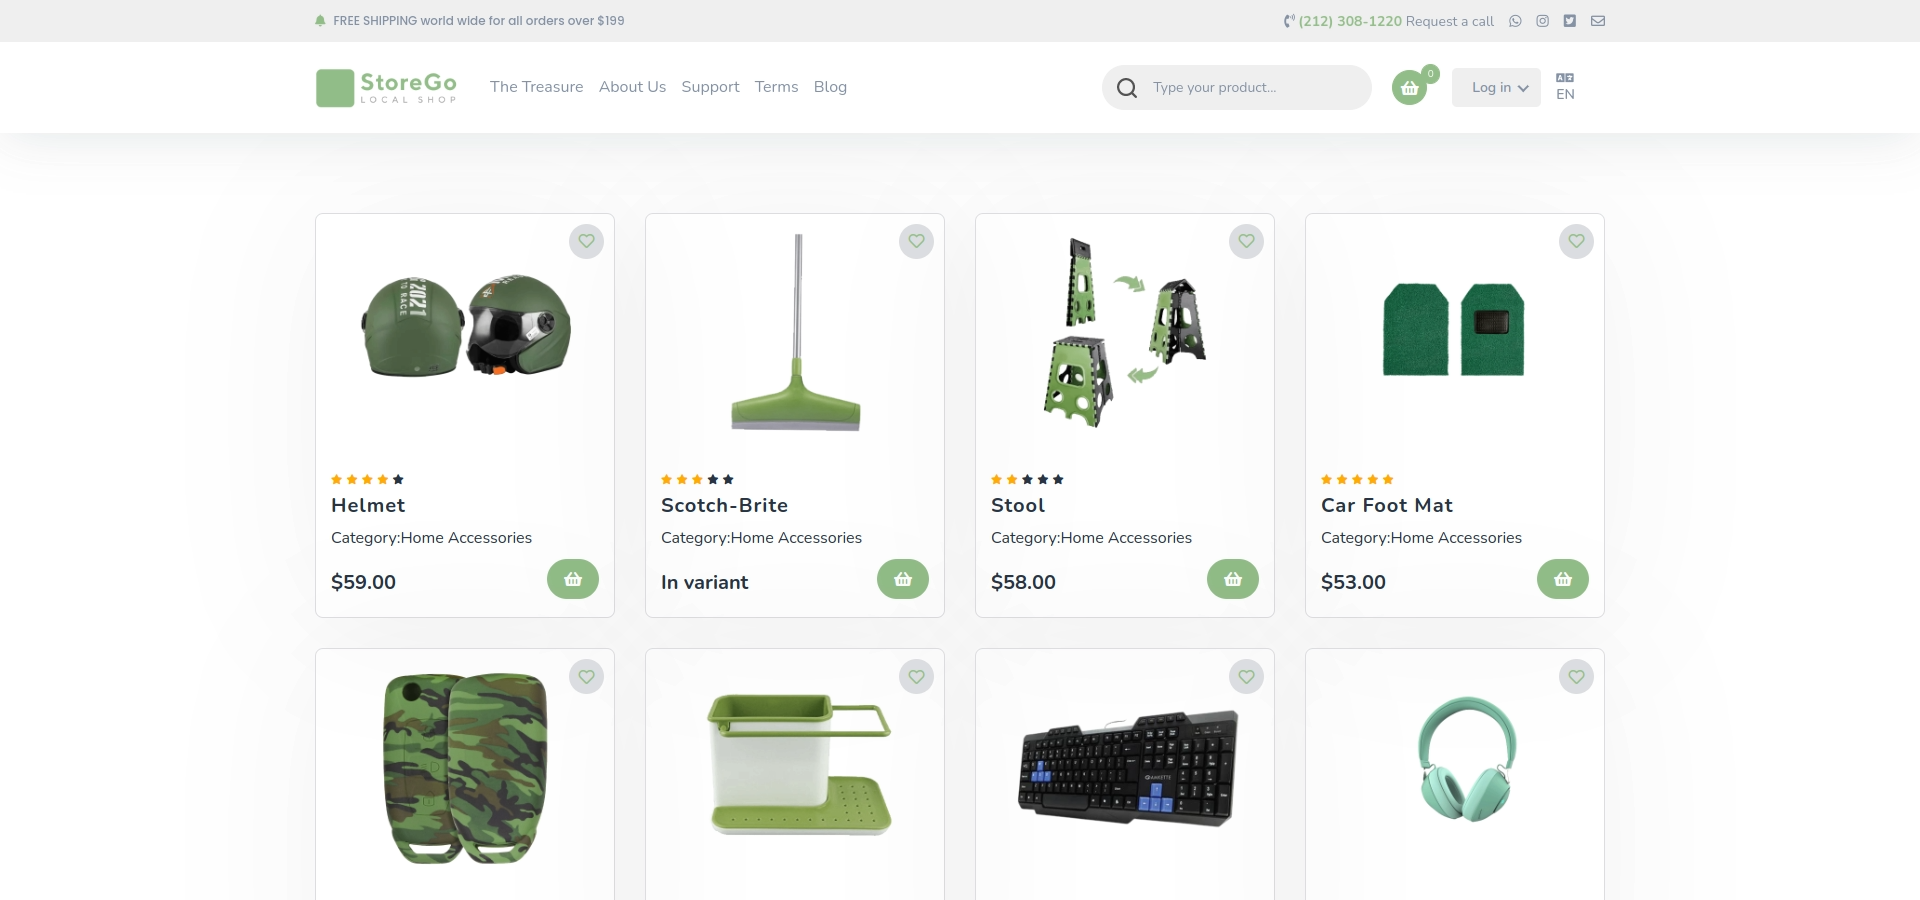 FREE SHIPPING world wide for all orders over $199
(212) 308-1220 Request a call
StoreGo
LOCAL SHOP
The Treasure
About Us
Support
Terms
Blog
Type your product...
0
Log in
EN
2021
TO RACE
Helmet
Category:Home Accessories
$59.00
Scotch-Brite
Category:Home Accessories
In variant
Stool
Category:Home Accessories
$58.00
Car Foot Mat
Category:Home Accessories
$53.00